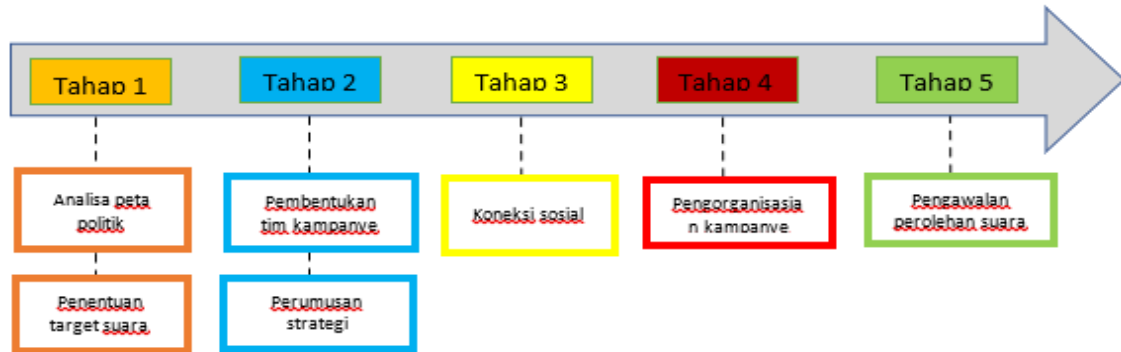 Tahap 1
Tahap 2
Tahap 3
Tahap 4
Tahap 5
Analisa peta
politik
Pembentukan
tim kampanye
Koneksi sosial
Pengorganisasia
n kampanye
Pengawalan
perolehan suara
Penentuan
target suara
Perumusan
strategi